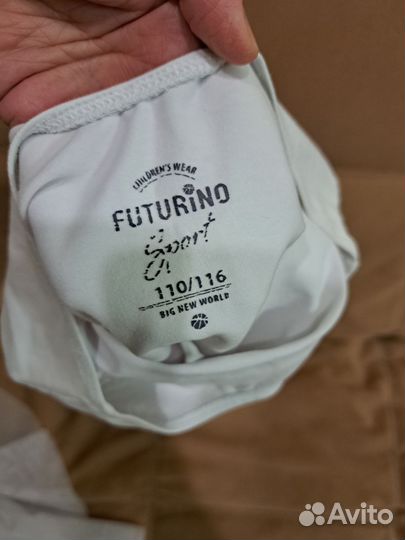 CHILDREN'S WEAR
FUTURINO
Sport
110/116
BIG NEW WORLD
Avito